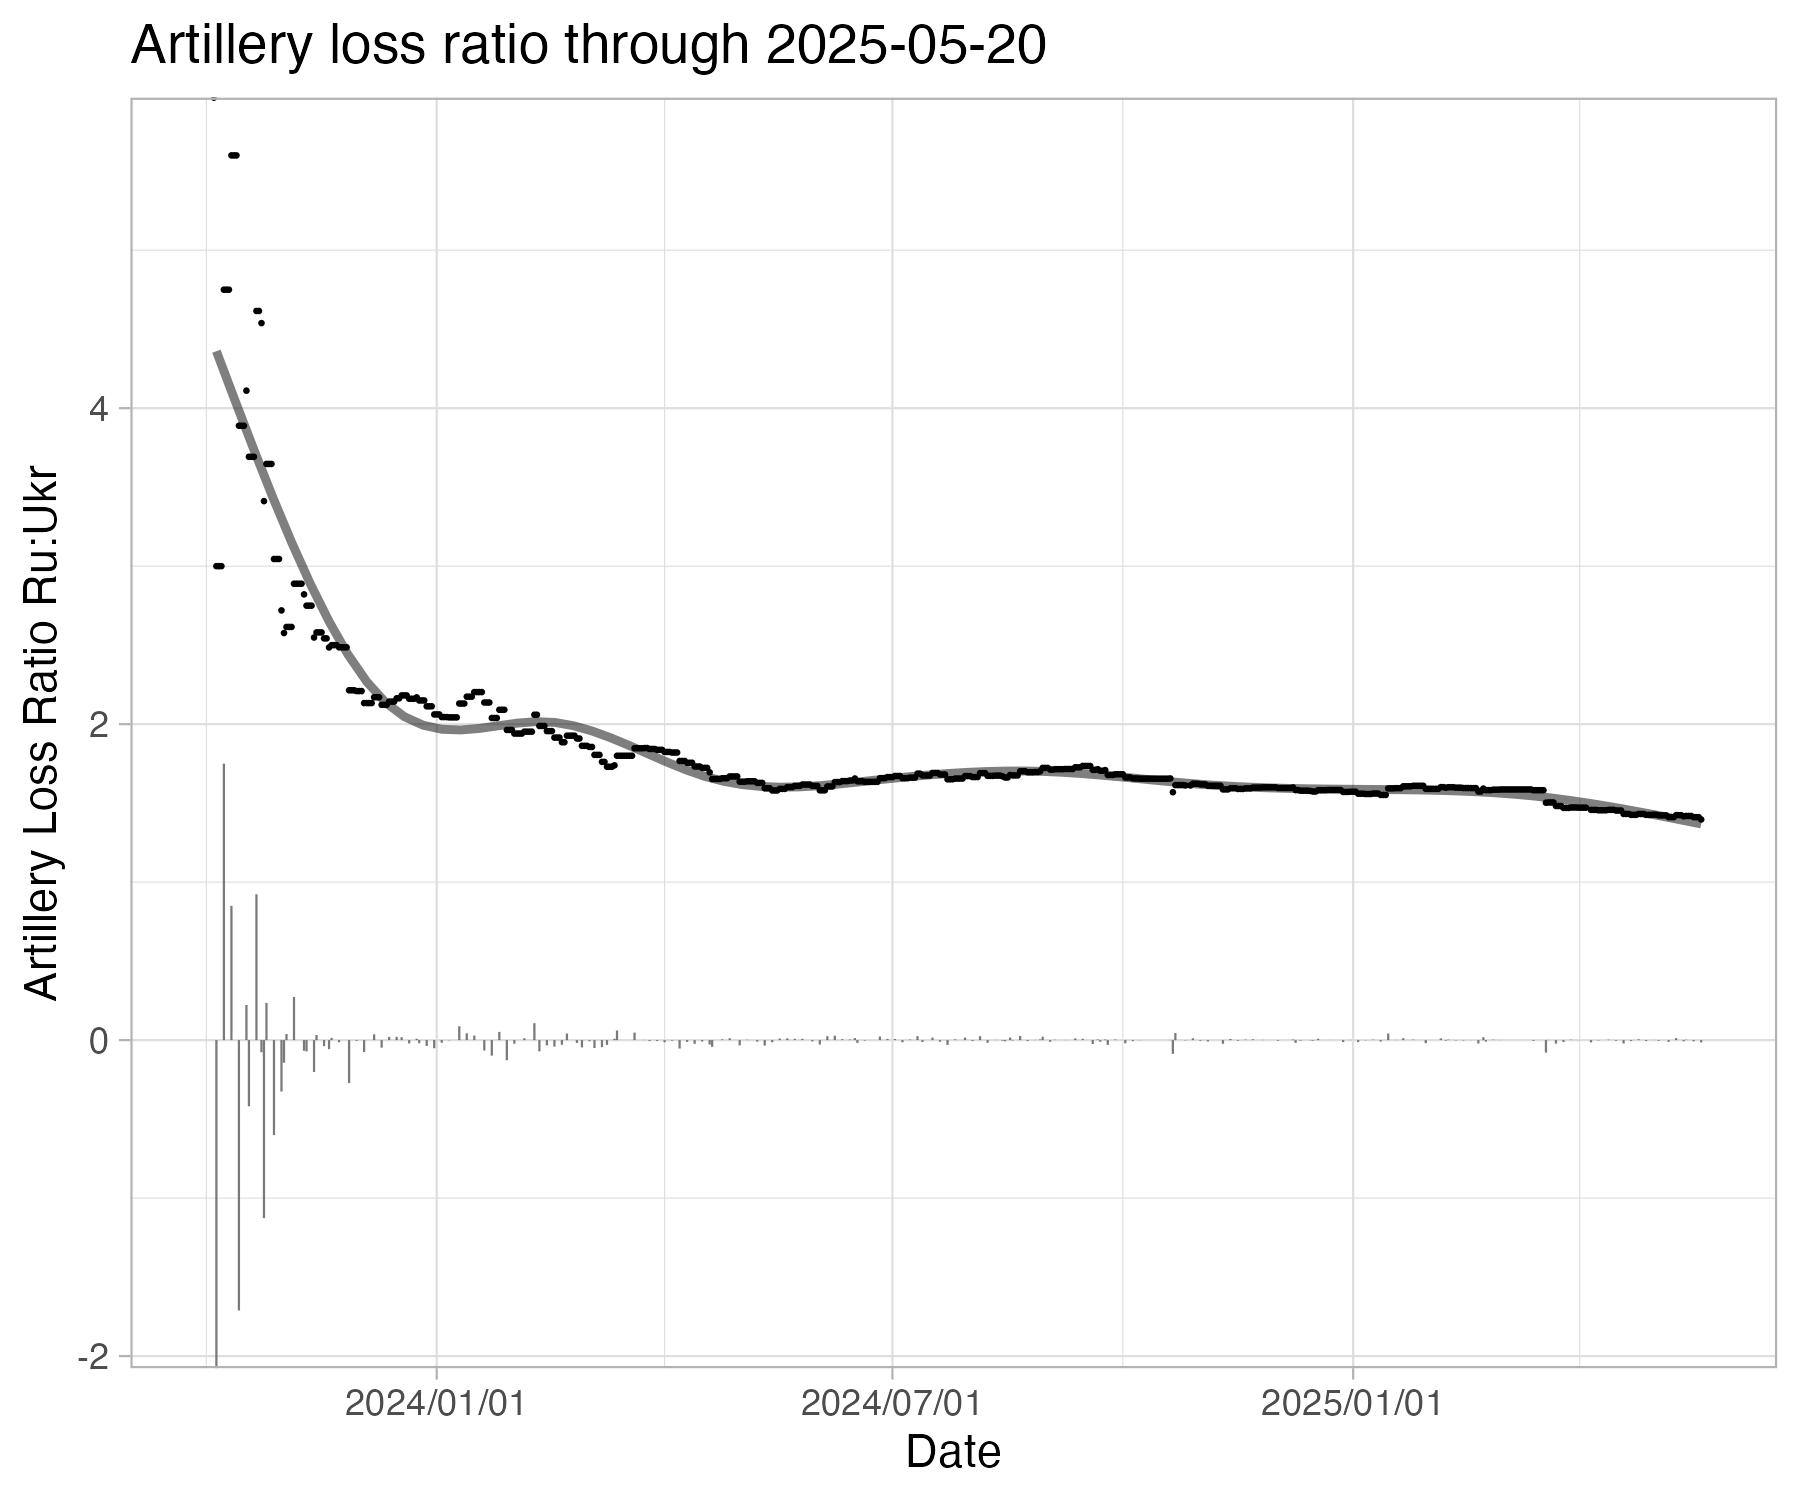 Artillery loss ratio through 2025-05-20
Artillery Loss Ratio Ru:Ukr
4
2
0
-2
2024/01/01
2024/07/01
2025/01/01
Date